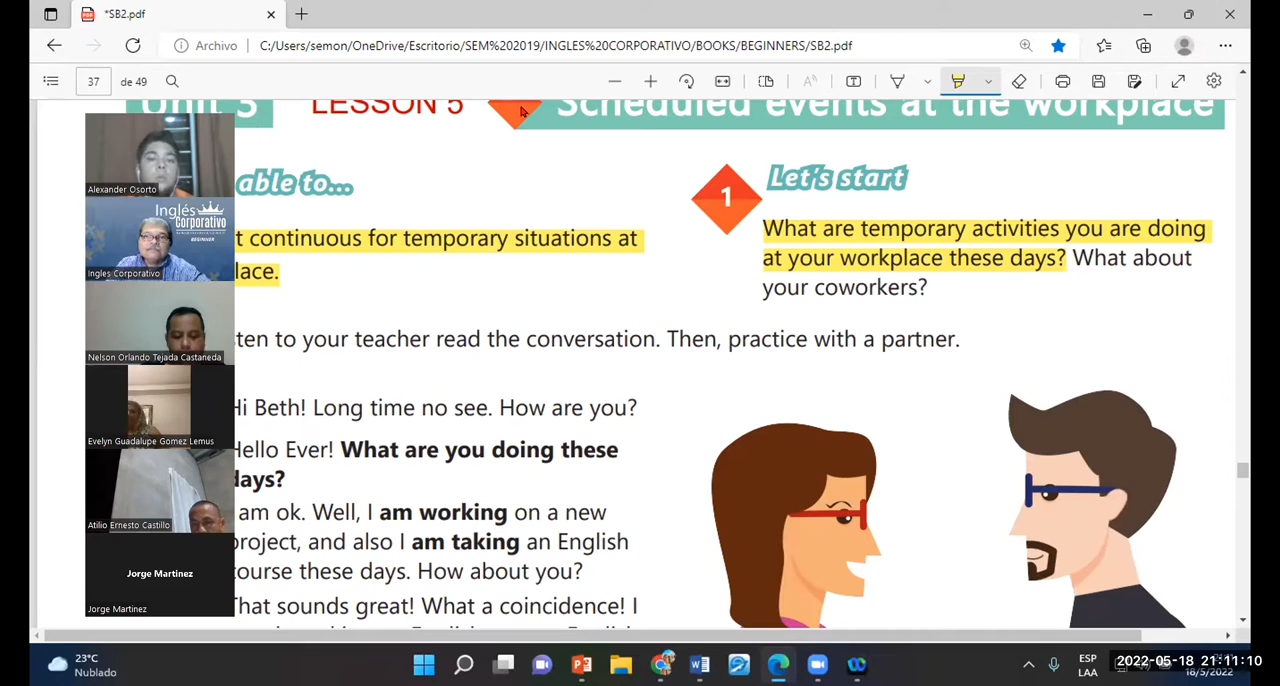 *SB2.pdf
Archivo
C:/Users/semon/OneDrive/Escritorio/SEM%202019/INGLES%20CORPORATIVO/BOOKS/BEGINNERS/SB2.pdf
37 de 49
Unit 3 LESSON 5 Scheduled events at the workplace
able to...
t continuous for temporary situations at
lace.
1 Let's start
What are temporary activities you are doing
at your workplace these days? What about
your coworkers?
sten to your teacher read the conversation. Then, practice with a partner.
Hi Beth! Long time no see. How are you?
Hello Ever! What are you doing these
days?
am ok. Well, I am working on a new
project, and also I am taking an English
course these days. How about you?
That sounds great! What a coincidence! I
Alexander Osorto
Inglés
Corporativo
BEGINNER
Ingles Corporativo
Nelson Orlando Tejada Castaneda
Evelyn Guadalupe Gomez Lemus
Atilio Ernesto Castillo
Jorge Martinez
Jorge Martinez
23°C
Nublado
ESP
LAA
2022-05-18 21:11:10
18/5/2022